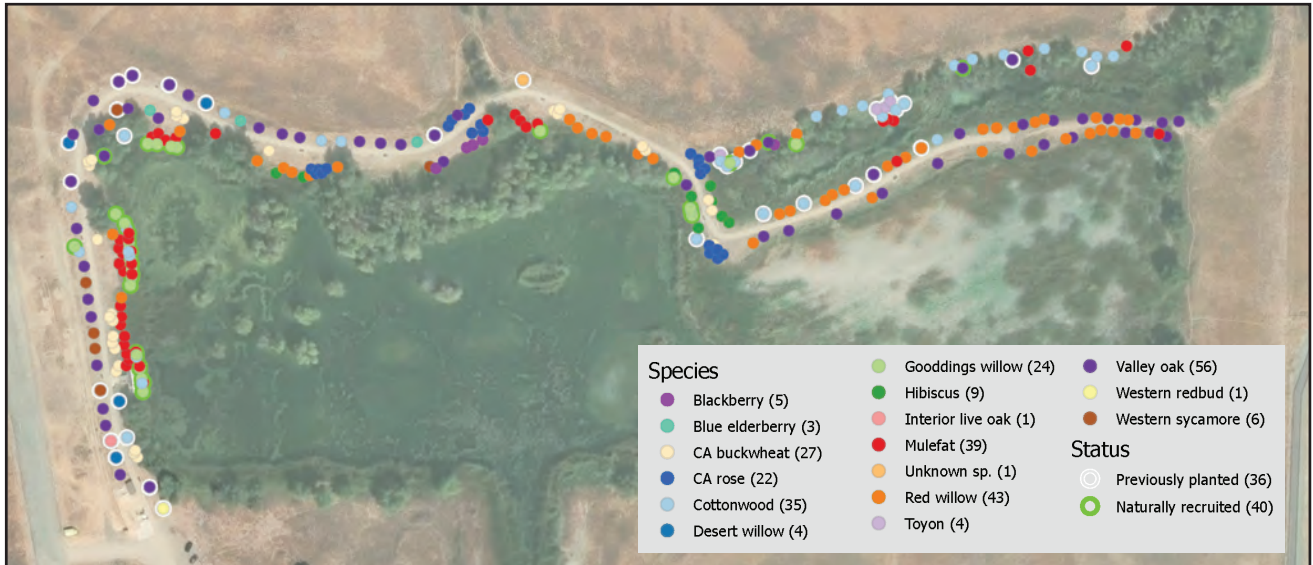 Species
Blackberry (5)
Blue elderberry (3)
CA buckwheat (27)
CA rose (22)
Cottonwood (35)
Desert willow (4)
Gooddings willow (24)
Hibiscus (9)
Interior live oak (1)
Mulefat (39)
Unknown sp. (1)
Red willow (43)
Toyon (4)
Valley oak (56)
Western redbud (1)
Western sycamore (6)
Status
Previously planted (36)
Naturally recruited (40)